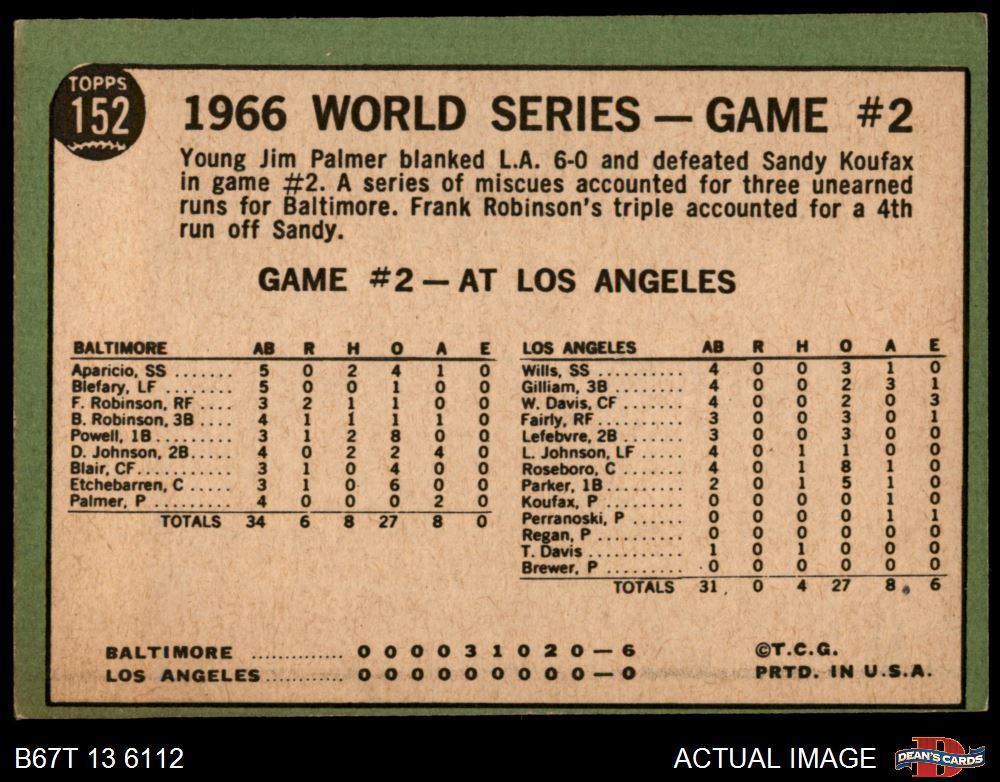 TOPPS
152
1966 WORLD SERIES — GAME #2
Young Jim Palmer blanked L.A. 6-0 and defeated Sandy Koufax
in game #2. A series of miscues accounted for three unearned
runs for Baltimore. Frank Robinson's triple accounted for a 4th
run off Sandy.
GAME #2 — AT LOS ANGELES
BALTIMORE AB R H O A E
Aparicio, SS ....... 5 0 2 4 1 0
Blefary, LF ........ 5 0 0 1 0 0
F. Robinson, RF .... 3 2 1 1 0 0
B. Robinson, 3B .... 4 1 1 1 1 0
Powell, 1B ......... 3 1 2 8 0 0
D. Johnson, 2B..... 4 0 2 2 4 0
Blair, CF........... 3 1 0 4 0 0
Etchebarren, C ..... 3 1 0 6 0 0
Palmer, P .......... 4 0 0 0 2 0
TOTALS 34 6 8 27 8 0
LOS ANGELES AB R H O A E
Wills, SS .......... 4 0 0 3 1 0
Gilliam, 3B ........ 4 0 0 2 3 1
W. Davis, CF ....... 4 0 0 2 0 3
Fairly, RF ......... 3 0 0 3 0 1
Lefebvre, 2B ....... 3 0 0 3 0 0
L. Johnson, LF ..... 4 0 1 1 0 0
Roseboro, C ........ 4 0 1 8 1 0
Parker, 1B ......... 2 0 1 5 1 0
Koufax, P .......... 0 0 0 0 1 0
Perranoski, P ...... 0 0 0 0 1 1
Regan, P ........... 0 0 0 0 0 0
T. Davis ........... 1 0 1 0 0 0
Brewer, P .......... 0 0 0 0 0 0
TOTALS 31 0 4 27 8 6
BALTIMORE ............. 0 0 0 0 3 1 0 2 0 — 6
LOS ANGELES ............ 0 0 0 0 0 0 0 0 0 — 0
©T.C.G.
PRTD. IN U.S.A.
B67T 13 6112
ACTUAL IMAGE
D
DEAN'S CARDS